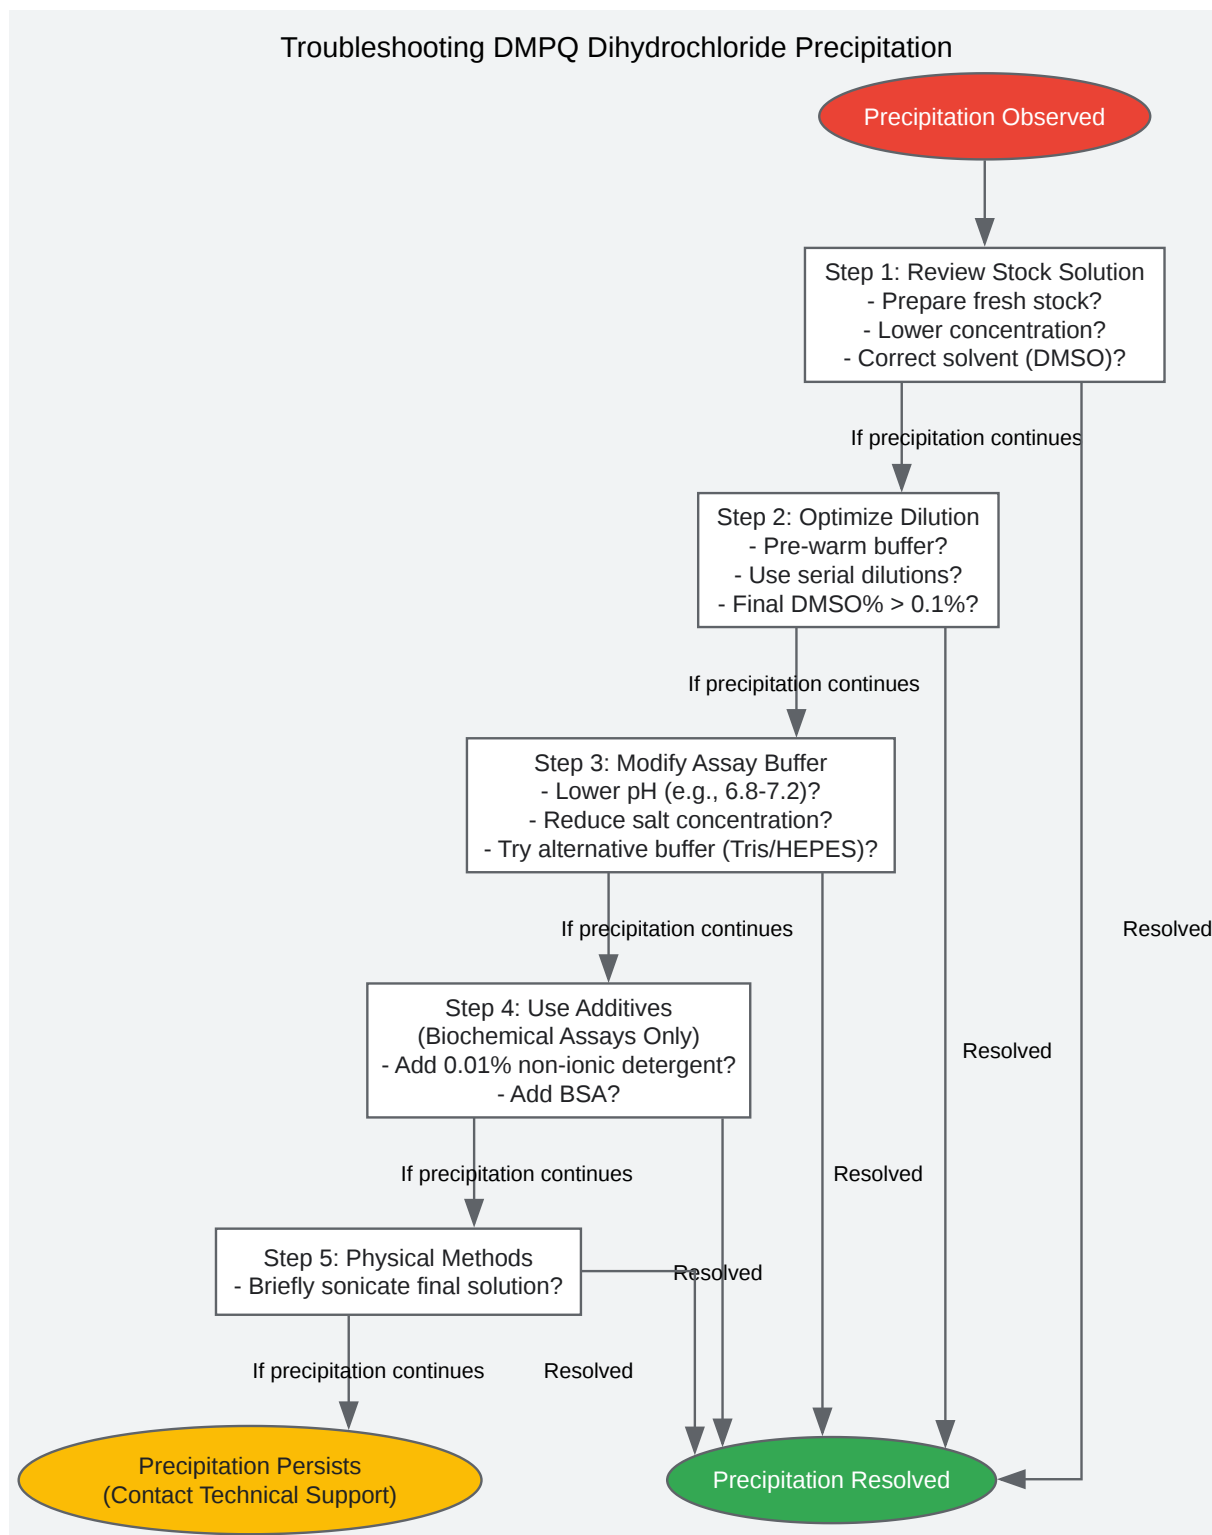 Troubleshooting DMPQ Dihydrochloride Precipitation
Precipitation Observed
Step 1: Review Stock Solution
- Prepare fresh stock?
- Lower concentration?
- Correct solvent (DMSO)?
If precipitation continues
Step 2: Optimize Dilution
- Pre-warm buffer?
- Use serial dilutions?
- Final DMSO% > 0.1%?
If precipitation continues
Step 3: Modify Assay Buffer
- Lower pH (e.g., 6.8-7.2)?
- Reduce salt concentration?
- Try alternative buffer (Tris/HEPES)?
If precipitation continues
Resolved
Step 4: Use Additives
(Biochemical Assays Only)
- Add 0.01% non-ionic detergent?
- Add BSA?
Resolved
If precipitation continues
Resolved
Step 5: Physical Methods
- Briefly sonicate final solution?
Resolved
If precipitation continues
Resolved
Precipitation Persists
(Contact Technical Support)
Precipitation Resolved